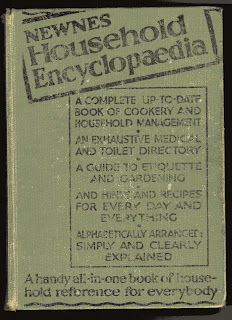 NEWNES
Household
Encyclopaedia
A COMPLETE UP-TO-DATE
BOOK OF COOKERY AND
HOUSEHOLD MANAGEMENT
AN EXHAUSTIVE MEDICAL
AND TOILET DIRECTORY
A GUIDE TO ETIQUETTE
AND GARDENING
AND HINTS AND RECIPES
FOR EVERY DAY AND
EVERYTHING
ALPHABETICALLY ARRANGED:
SIMPLY AND CLEARLY
EXPLAINED
A handy all-in-one book of house-
hold reference for everybody